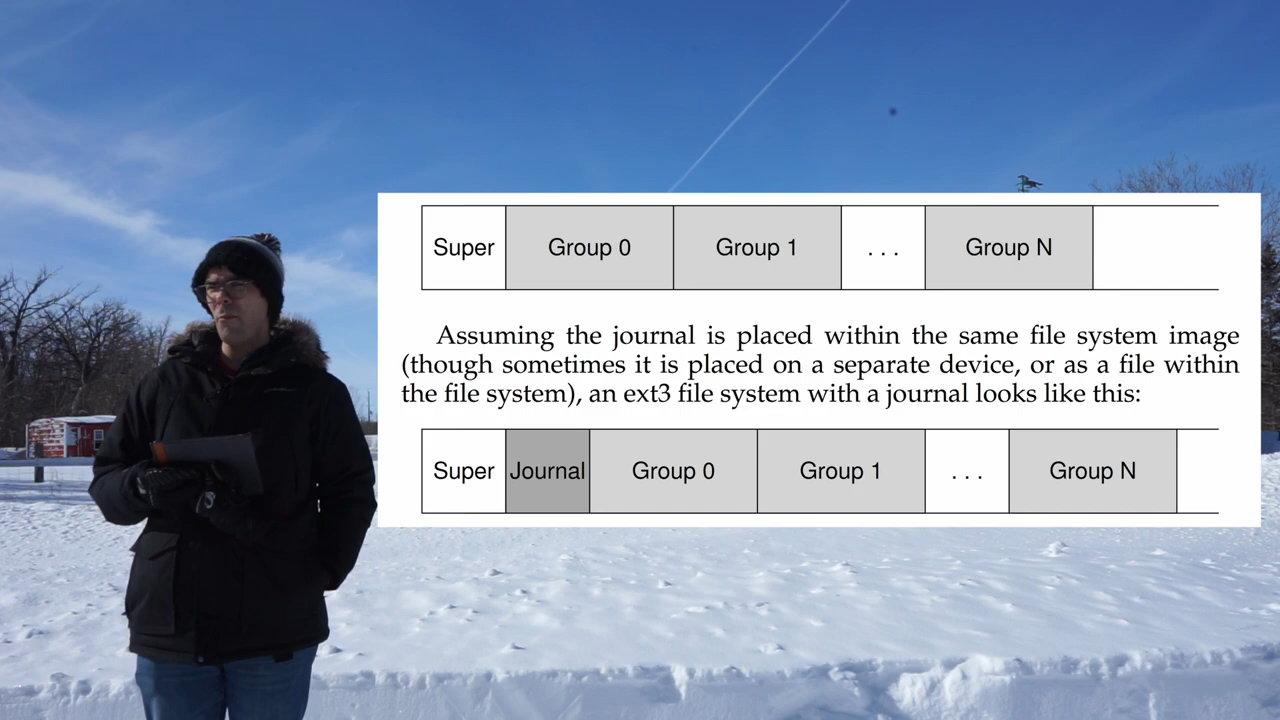 Super Group 0 Group 1 . . . Group N
Assuming the journal is placed within the same file system image
(though sometimes it is placed on a separate device, or as a file within
the file system), an ext3 file system with a journal looks like this:
Super Journal Group 0 Group 1 . . . Group N